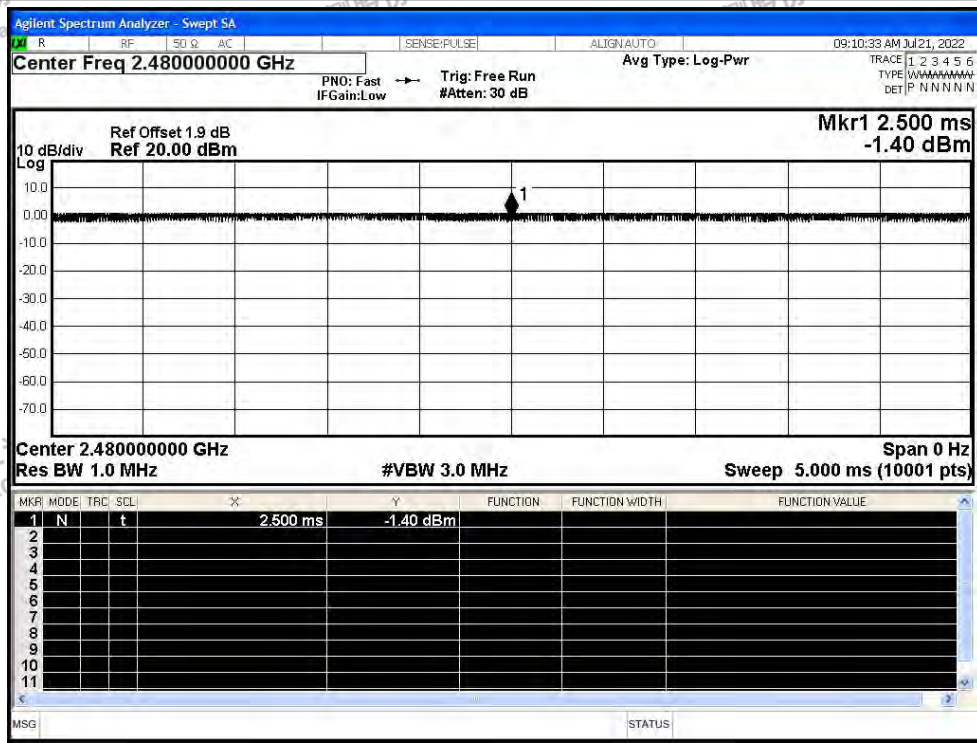 Agilent Spectrum Analyzer - Swept SA
R RF 50 Ω AC SENSE:PULSE ALIGNAUTO 09:10:33 AM Jul 21, 2022
Center Freq 2.480000000 GHz
PNO: Fast
IFGain:Low
Trig: Free Run
#Atten: 30 dB
Avg Type: Log-Pwr
TRACE 1 2 3 4 5 6
TYPE
DET P N N N N N
Mkr1 2.500 ms
-1.40 dBm
Ref Offset 1.9 dB
10 dB/div Ref 20.00 dBm
Log
10.0
1
0.00
-10.0
-20.0
-30.0
-40.0
-50.0
-60.0
-70.0
Center 2.480000000 GHz Span 0 Hz
Res BW 1.0 MHz #VBW 3.0 MHz Sweep 5.000 ms (10001 pts)
MKR MODE TRC SCL X Y FUNCTION FUNCTION WIDTH FUNCTION VALUE
1 N t 2.500 ms -1.40 dBm
2
3
4
5
6
7
8
9
10
11
MSG STATUS